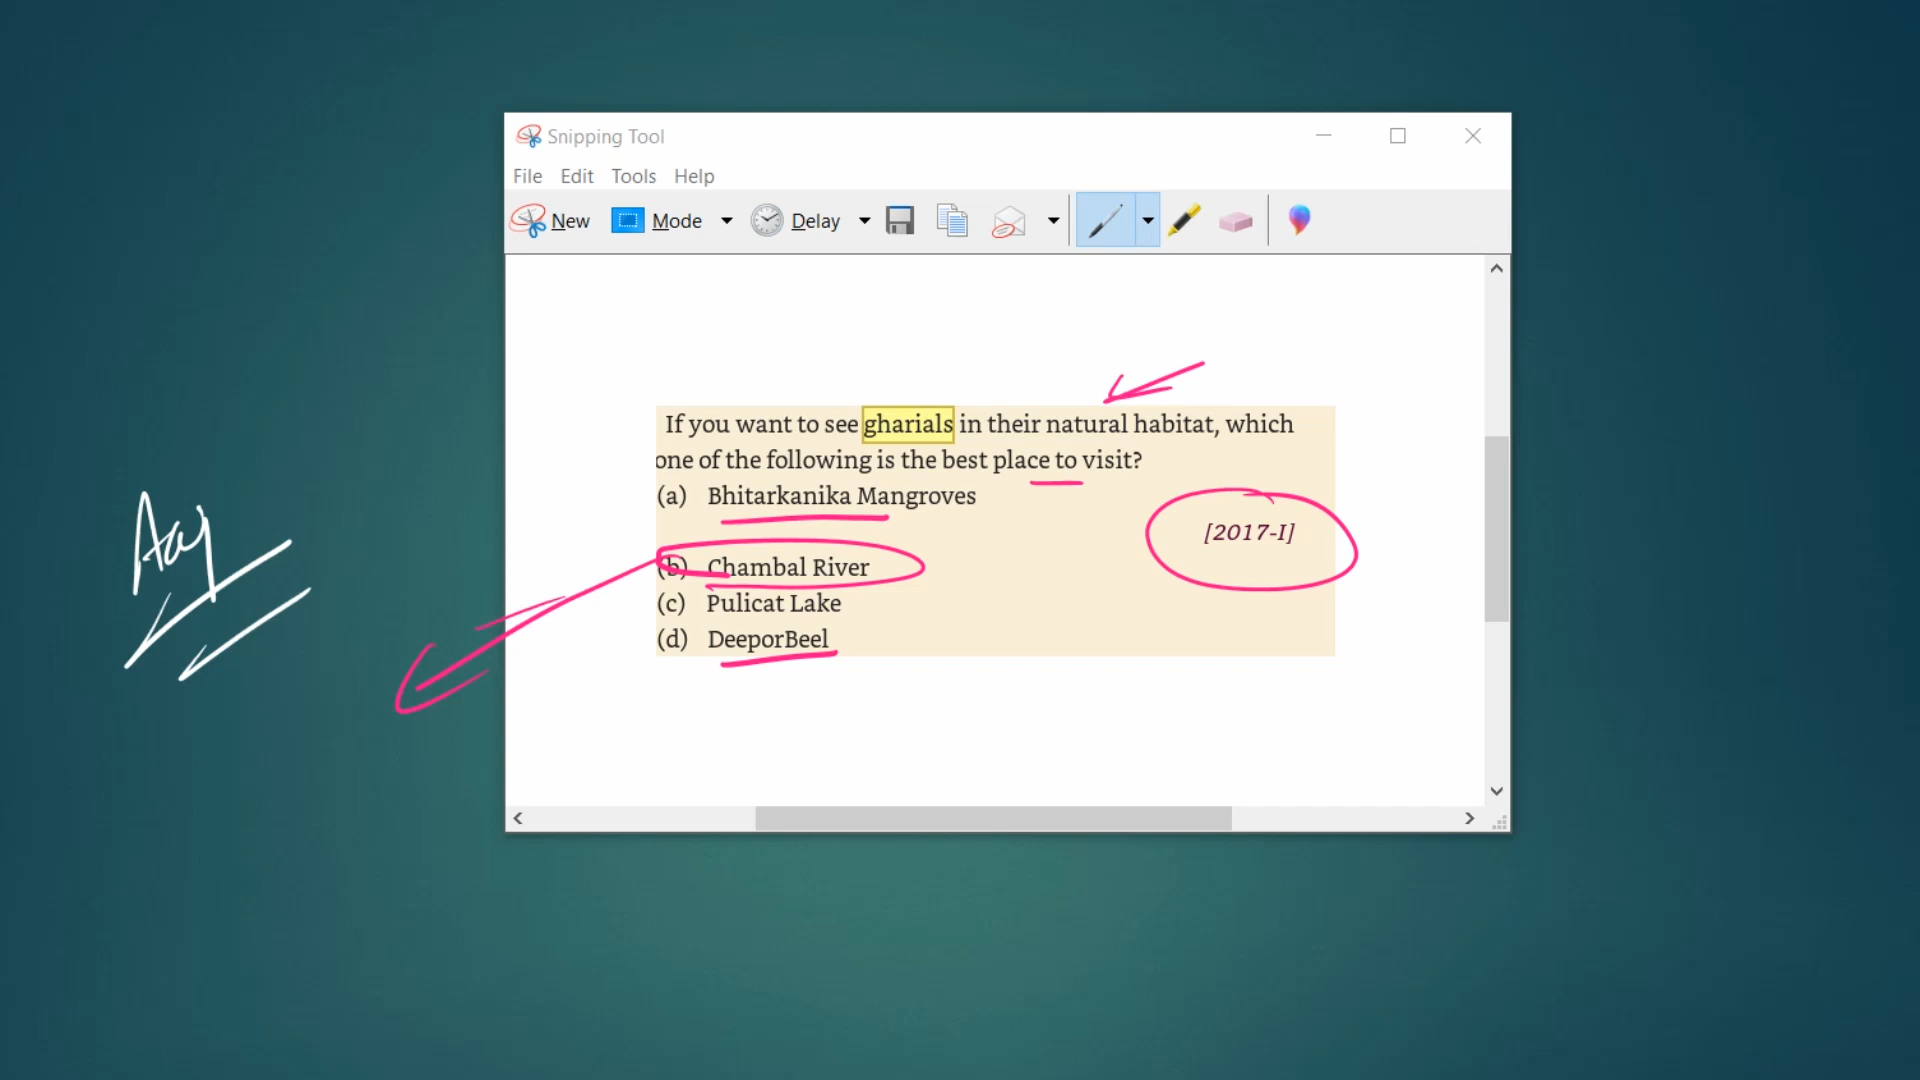 Snipping Tool
File Edit Tools Help
New Mode Delay
If you want to see gharials in their natural habitat, which
one of the following is the best place to visit?
(a) Bhitarkanika Mangroves
[2017-I]
(b) Chambal River
(c) Pulicat Lake
(d) DeeporBeel